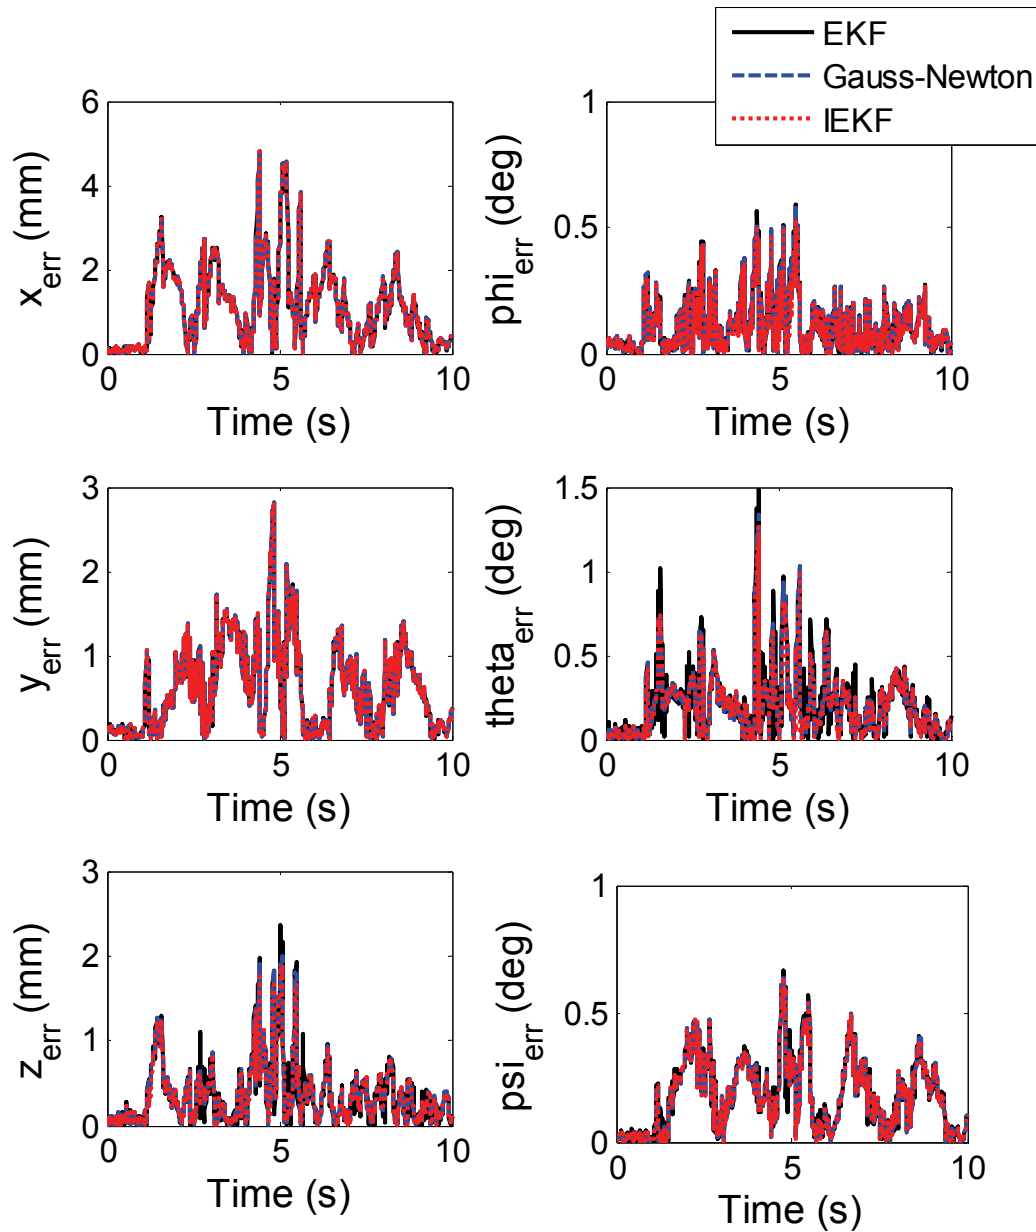 EKF
Gauss-Newton
IEKF
x_err (mm)
6
4
2
0
0 5 10
Time (s)
phi_err (deg)
1
0.5
0
0 5 10
Time (s)
y_err (mm)
3
2
1
0
0 5 10
Time (s)
theta_err (deg)
1.5
1
0.5
0
0 5 10
Time (s)
z_err (mm)
3
2
1
0
0 5 10
Time (s)
psi_err (deg)
1
0.5
0
0 5 10
Time (s)